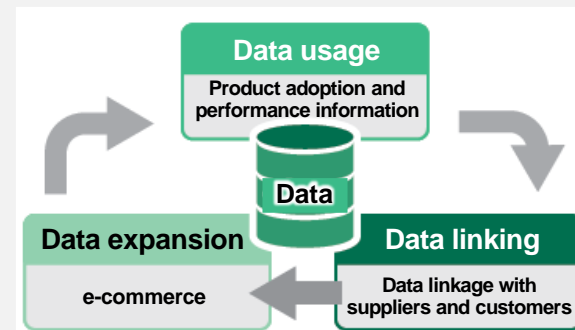 Data usage
Product adoption and
performance information
Data
Data expansion
e-commerce
Data linking
Data linkage with
suppliers and customers